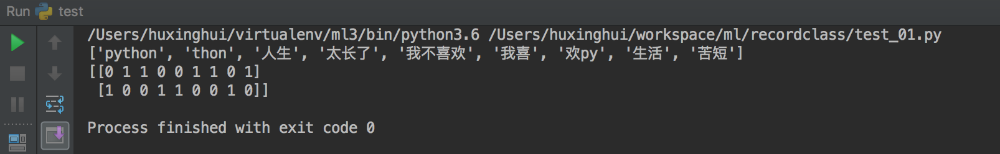 Run test
/Users/huxinghui/virtualenv/ml3/bin/python3.6 /Users/huxinghui/workspace/ml/recordclass/test_01.py
['python', 'thon', '人生', '太长了', '我不喜欢', '我喜', '欢py', '生活', '苦短']
[[0 1 1 0 0 1 1 0 1]
 [1 0 0 1 1 0 0 1 0]]
Process finished with exit code 0